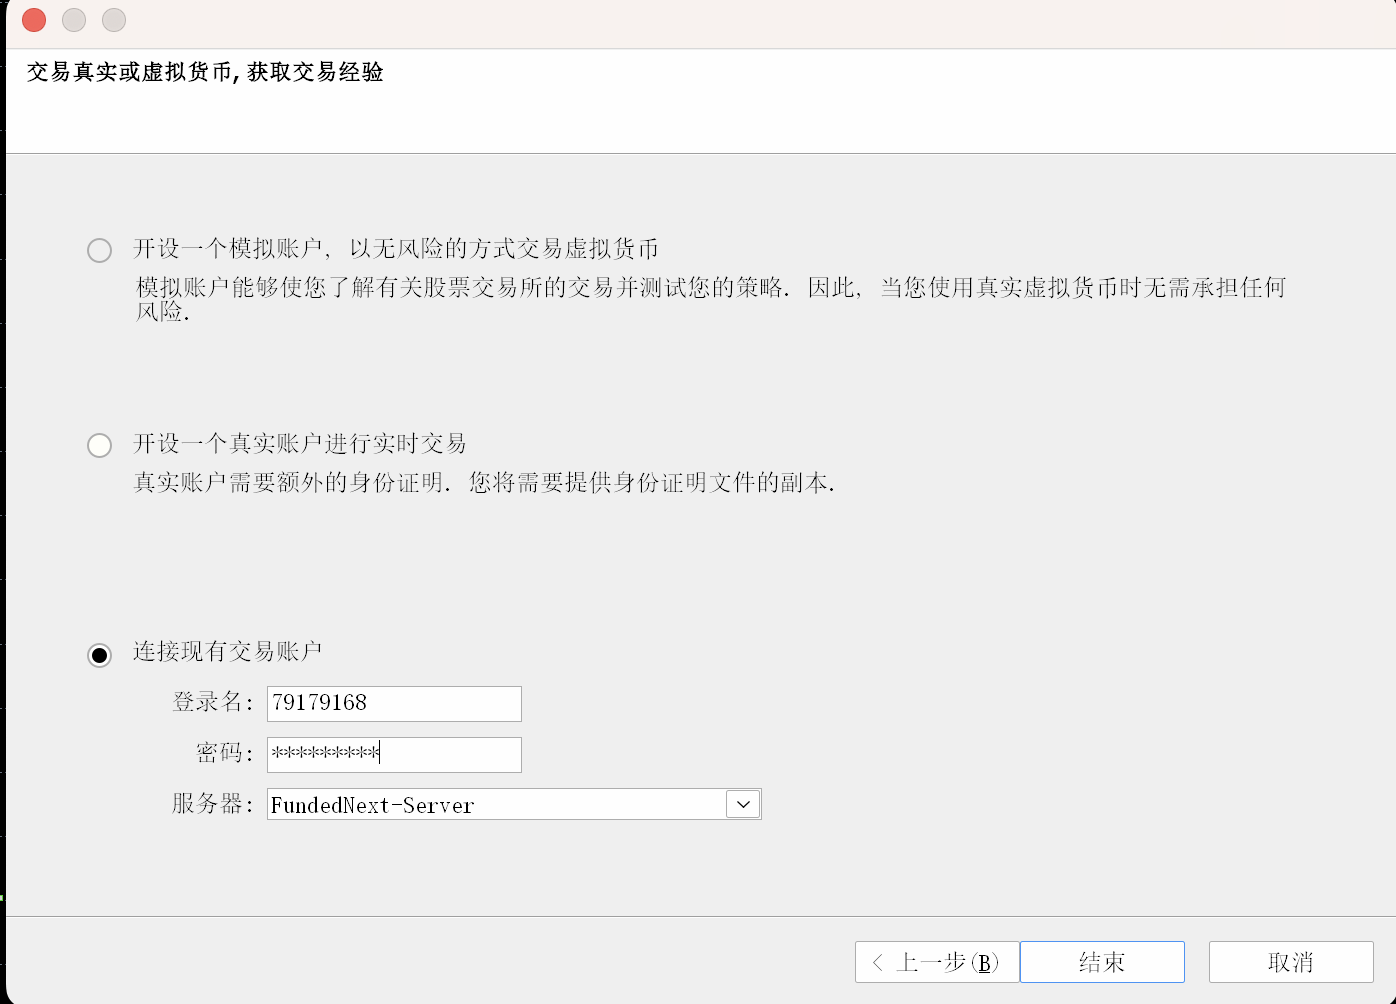 交易真实或虚拟货币, 获取交易经验
开设一个模拟账户, 以无风险的方式交易虚拟货币
模拟账户能够使您了解有关股票交易所的交易并测试您的策略. 因此, 当您使用真实虚拟货币时无需承担任何
风险.
开设一个真实账户进行实时交易
真实账户需要额外的身份证明. 您将需要提供身份证明文件的副本.
连接现有交易账户
登录名: 79179168
密码: *********
服务器: FundedNext-Server
< 上一步(B) 结束 取消